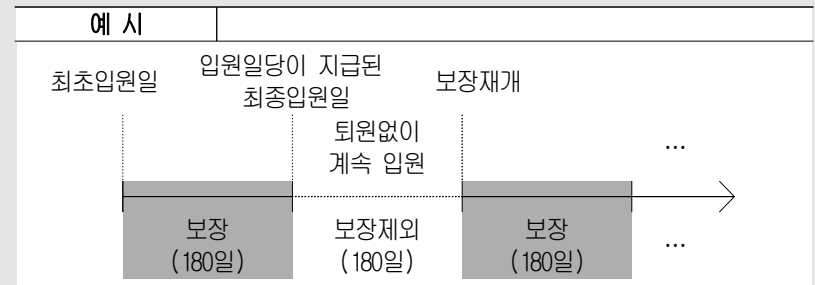 예 시
최초입원일
입원일당이 지급된
최종입원일
보장재개
퇴원없이
계속 입원
...
보장
(180일)
보장제외
(180일)
보장
(180일)
...